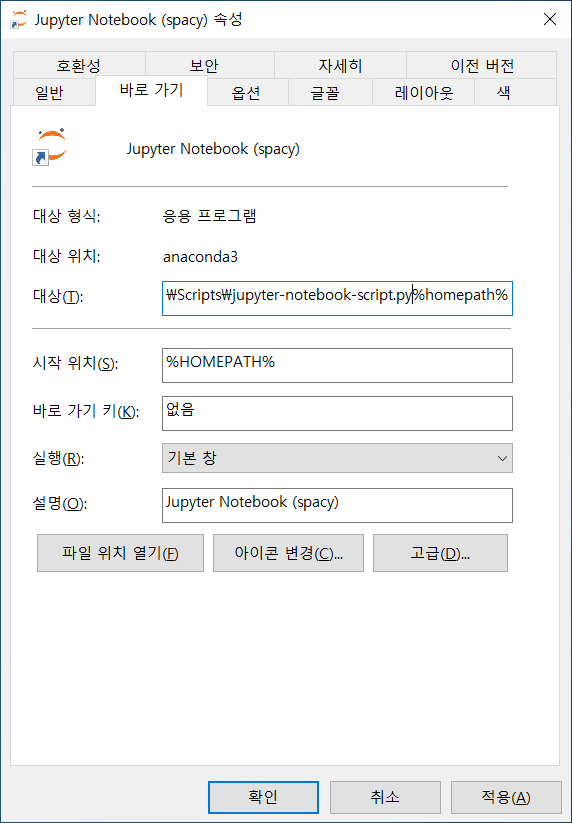 Jupyter Notebook (spacy) 속성
호환성 보안 자세히 이전 버전
일반 바로 가기 옵션 글꼴 레이아웃 색
Jupyter Notebook (spacy)
대상 형식: 응용 프로그램
대상 위치: anaconda3
대상(T): ₩Scripts₩jupyter-notebook-script.py%homepath%
시작 위치(S): %HOMEPATH%
바로 가기 키(K): 없음
실행(R): 기본 창
설명(O): Jupyter Notebook (spacy)
파일 위치 열기(F) 아이콘 변경(C)... 고급(D)...
확인 취소 적용(A)